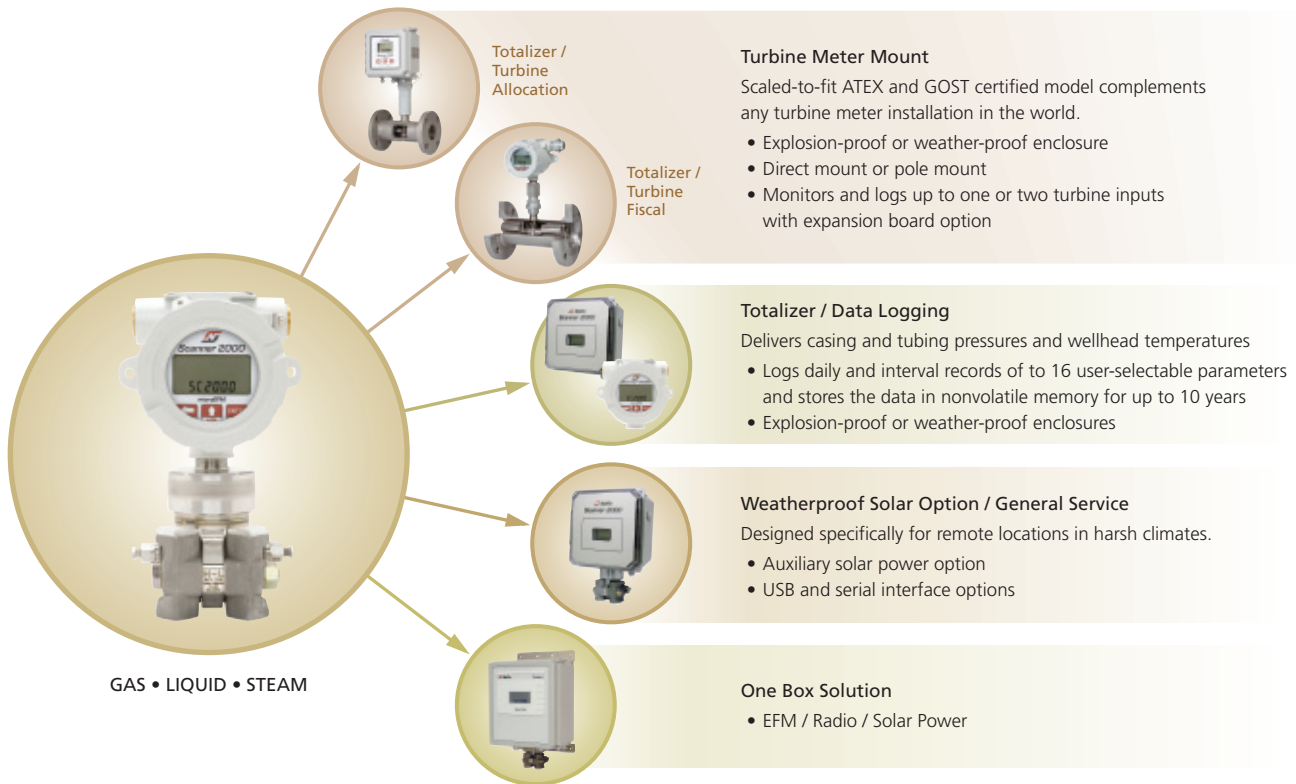 Totalizer /
Turbine
Allocation
Totalizer /
Turbine
Fiscal
Turbine Meter Mount
Scaled-to-fit ATEX and GOST certified model complements
any turbine meter installation in the world.
• Explosion-proof or weather-proof enclosure
• Direct mount or pole mount
• Monitors and logs up to one or two turbine inputs
with expansion board option
Scanner 2000
SC2000
microEFM
Totalizer / Data Logging
Delivers casing and tubing pressures and wellhead temperatures
• Logs daily and interval records of to 16 user-selectable parameters
and stores the data in nonvolatile memory for up to 10 years
• Explosion-proof or weather-proof enclosures
Scanner 2000
Weatherproof Solar Option / General Service
Designed specifically for remote locations in harsh climates.
• Auxiliary solar power option
• USB and serial interface options
Scanner 2000
GAS • LIQUID • STEAM
One Box Solution
• EFM / Radio / Solar Power